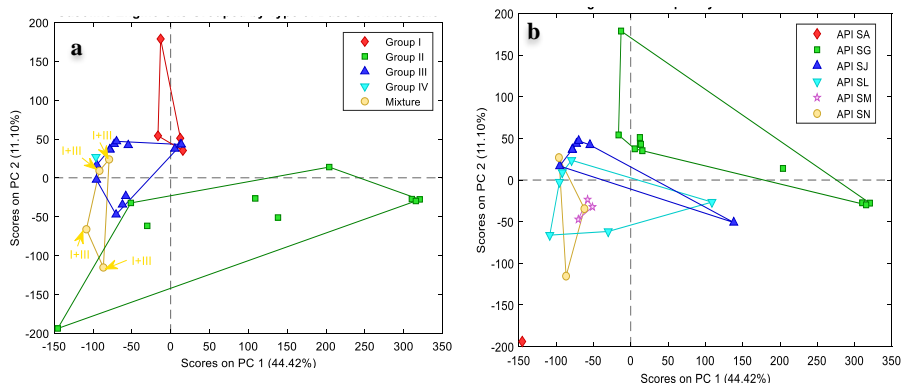 a
200
150
100
50
0
-50
-100
-150
-200
Scores on PC 2 (11.10%)
-150 -100 -50 0 50 100 150 200 250 300 350
Scores on PC 1 (44.42%)
Group I
Group II
Group III
Group IV
Mixture
I+III
I+III
I+III
I+III
b
200
150
100
50
0
-50
-100
-150
-200
Scores on PC 2 (11.10%)
-150 -100 -50 0 50 100 150 200 250 300 350
Scores on PC 1 (44.42%)
API SA
API SG
API SJ
API SL
API SM
API SN